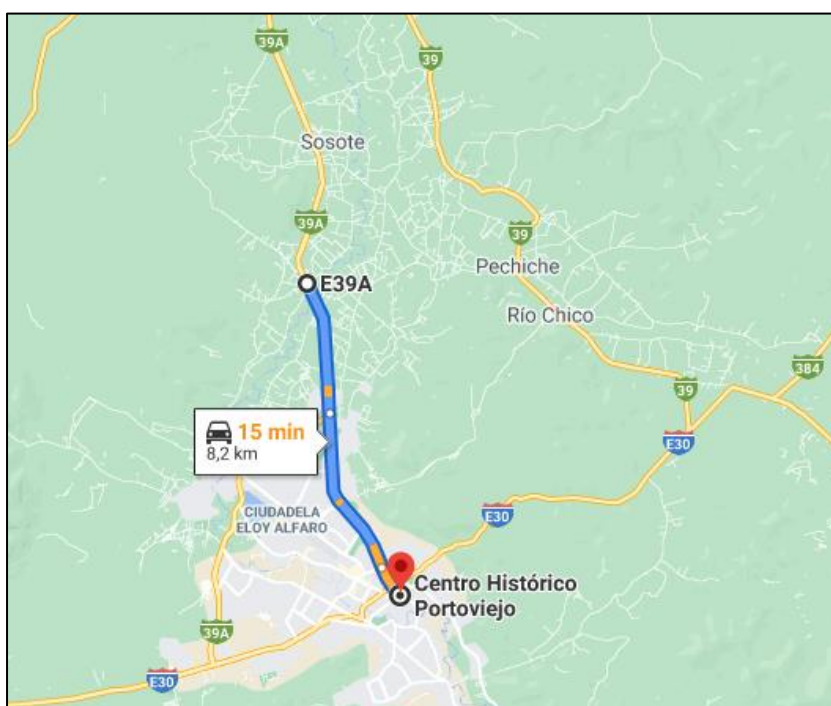 39A
39
Sosote
39A
39
E39A
Pechiche
Río Chico
384
39
15 min
8,2 km
E30
CIUDADELA
ELOY ALFARO
E30
Centro Histórico
Portoviejo
39A
E30